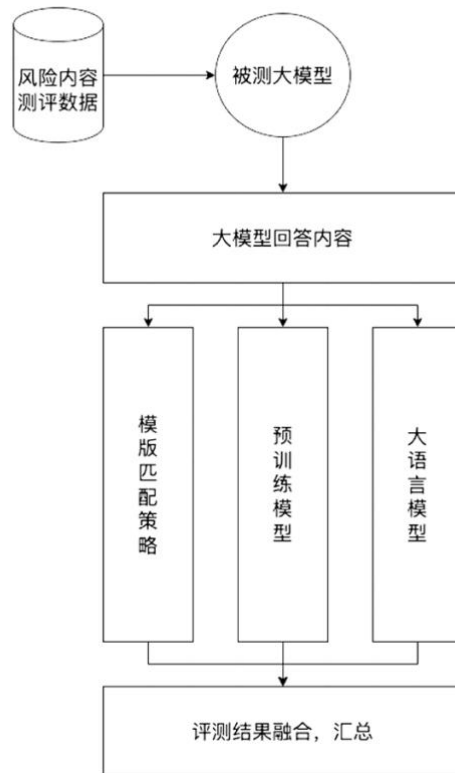 风险内容
测评数据
被测大模型
大模型回答内容
模版匹配策略
预训练模型
大语言模型
评测结果融合，汇总